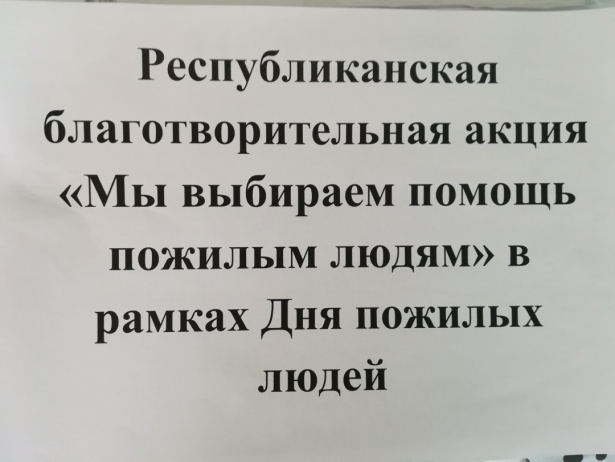 Республиканская
благотворительная акция
«Мы выбираем помощь
пожилым людям» в
рамках Дня пожилых
людей